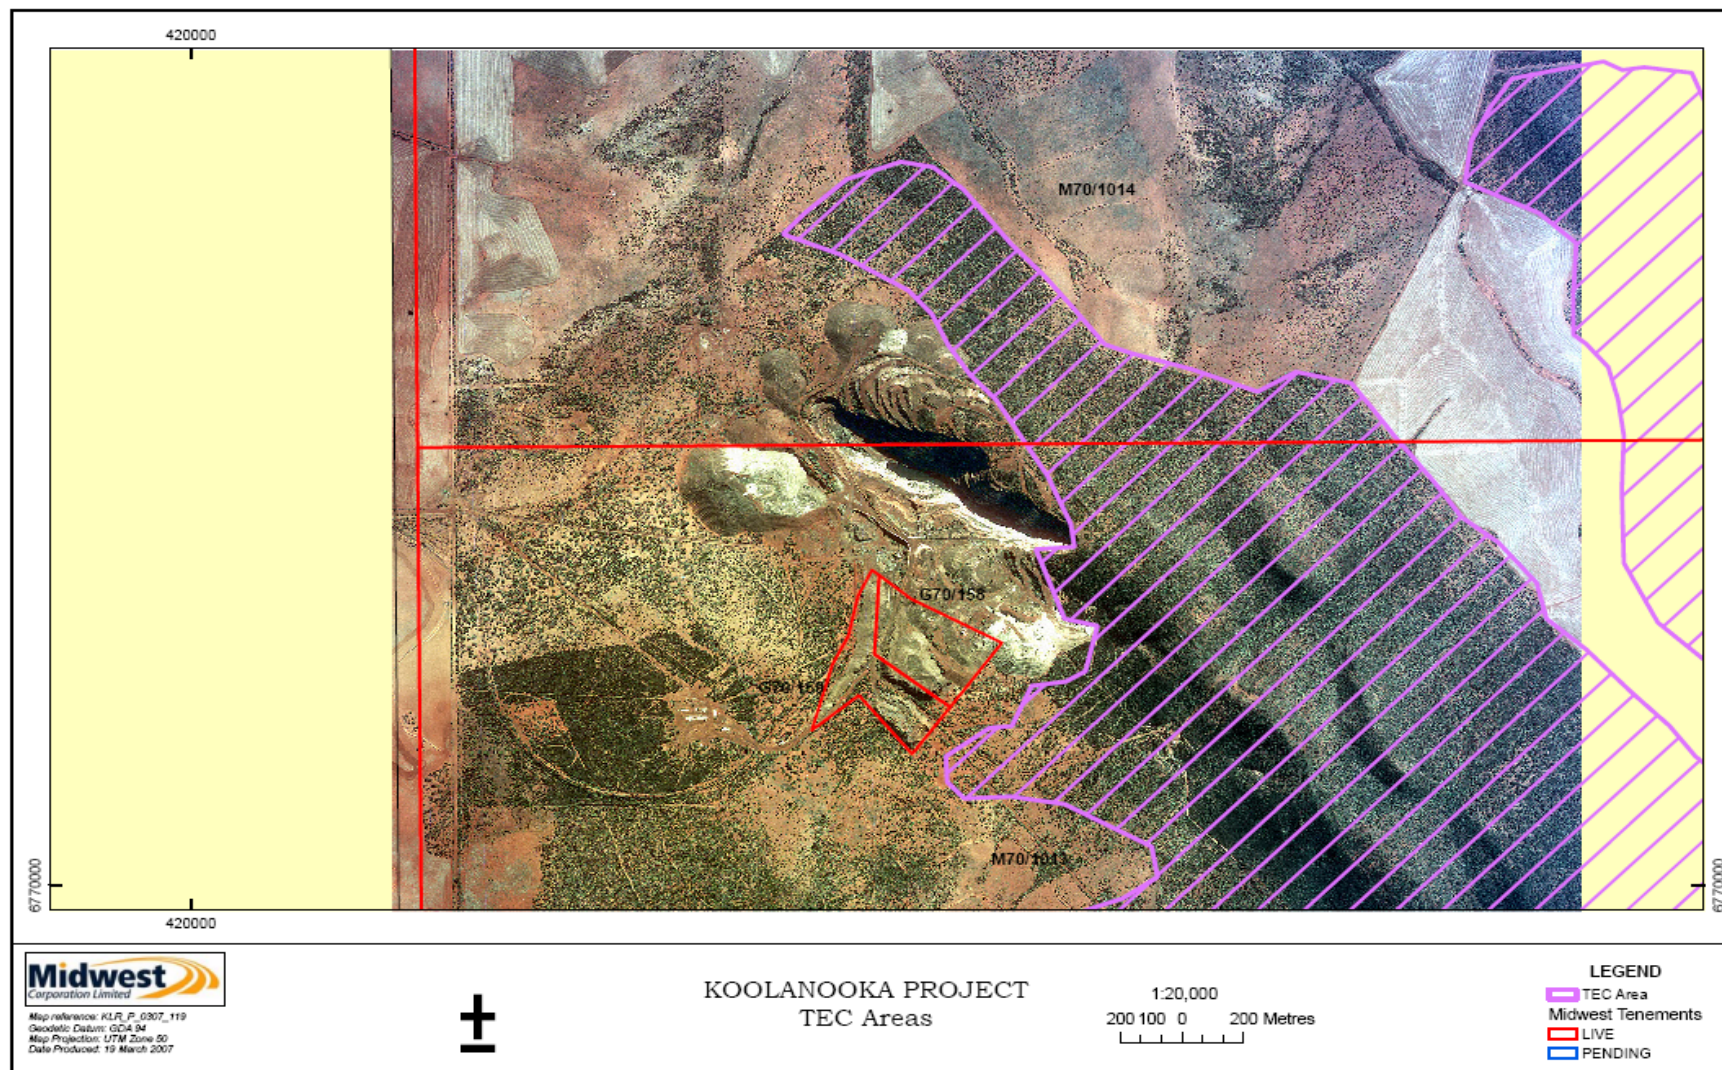 420000
M70/1014
G70/158
G70/159
M70/1013
6770000
6770000
420000
Midwest
Corporation Limited
Map reference: KLR_P_0307_119
Geodetic Datum: GDA 94
Map Projection: UTM Zone 50
Date Produced: 19 March 2007
KOOLANOOKA PROJECT
TEC Areas
1:20,000
200 100 0 200 Metres
LEGEND
TEC Area
Midwest Tenements
LIVE
PENDING